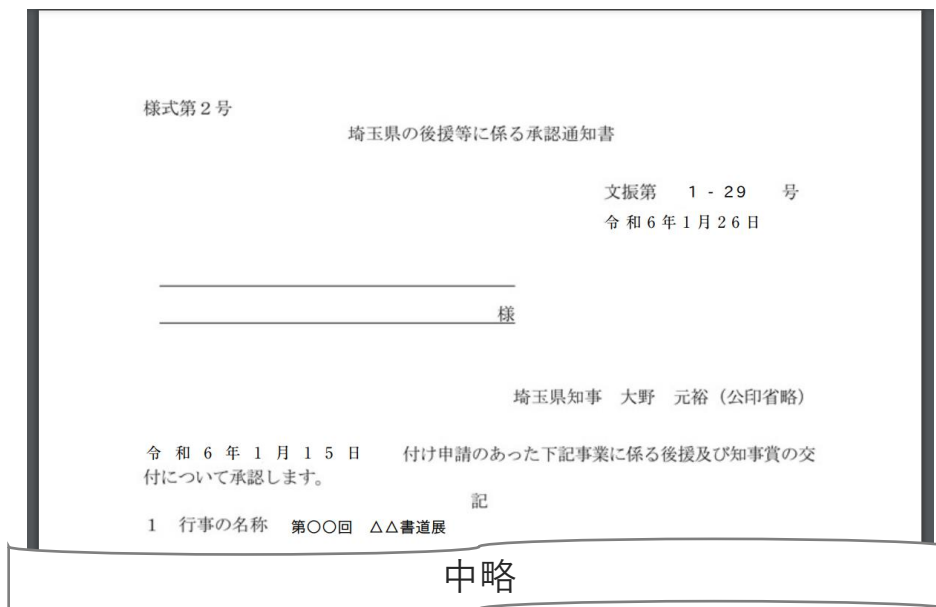 様式第２号
埼玉県の後援等に係る承認通知書
文振第　１‐２９　号
令和６年１月２６日
様
埼玉県知事　大野　元裕（公印省略）
令和６年１月１５日　付け申請のあった下記事業に係る後援及び知事賞の交
付について承認します。
記
１　行事の名称　第〇〇回　△△書道展
中略